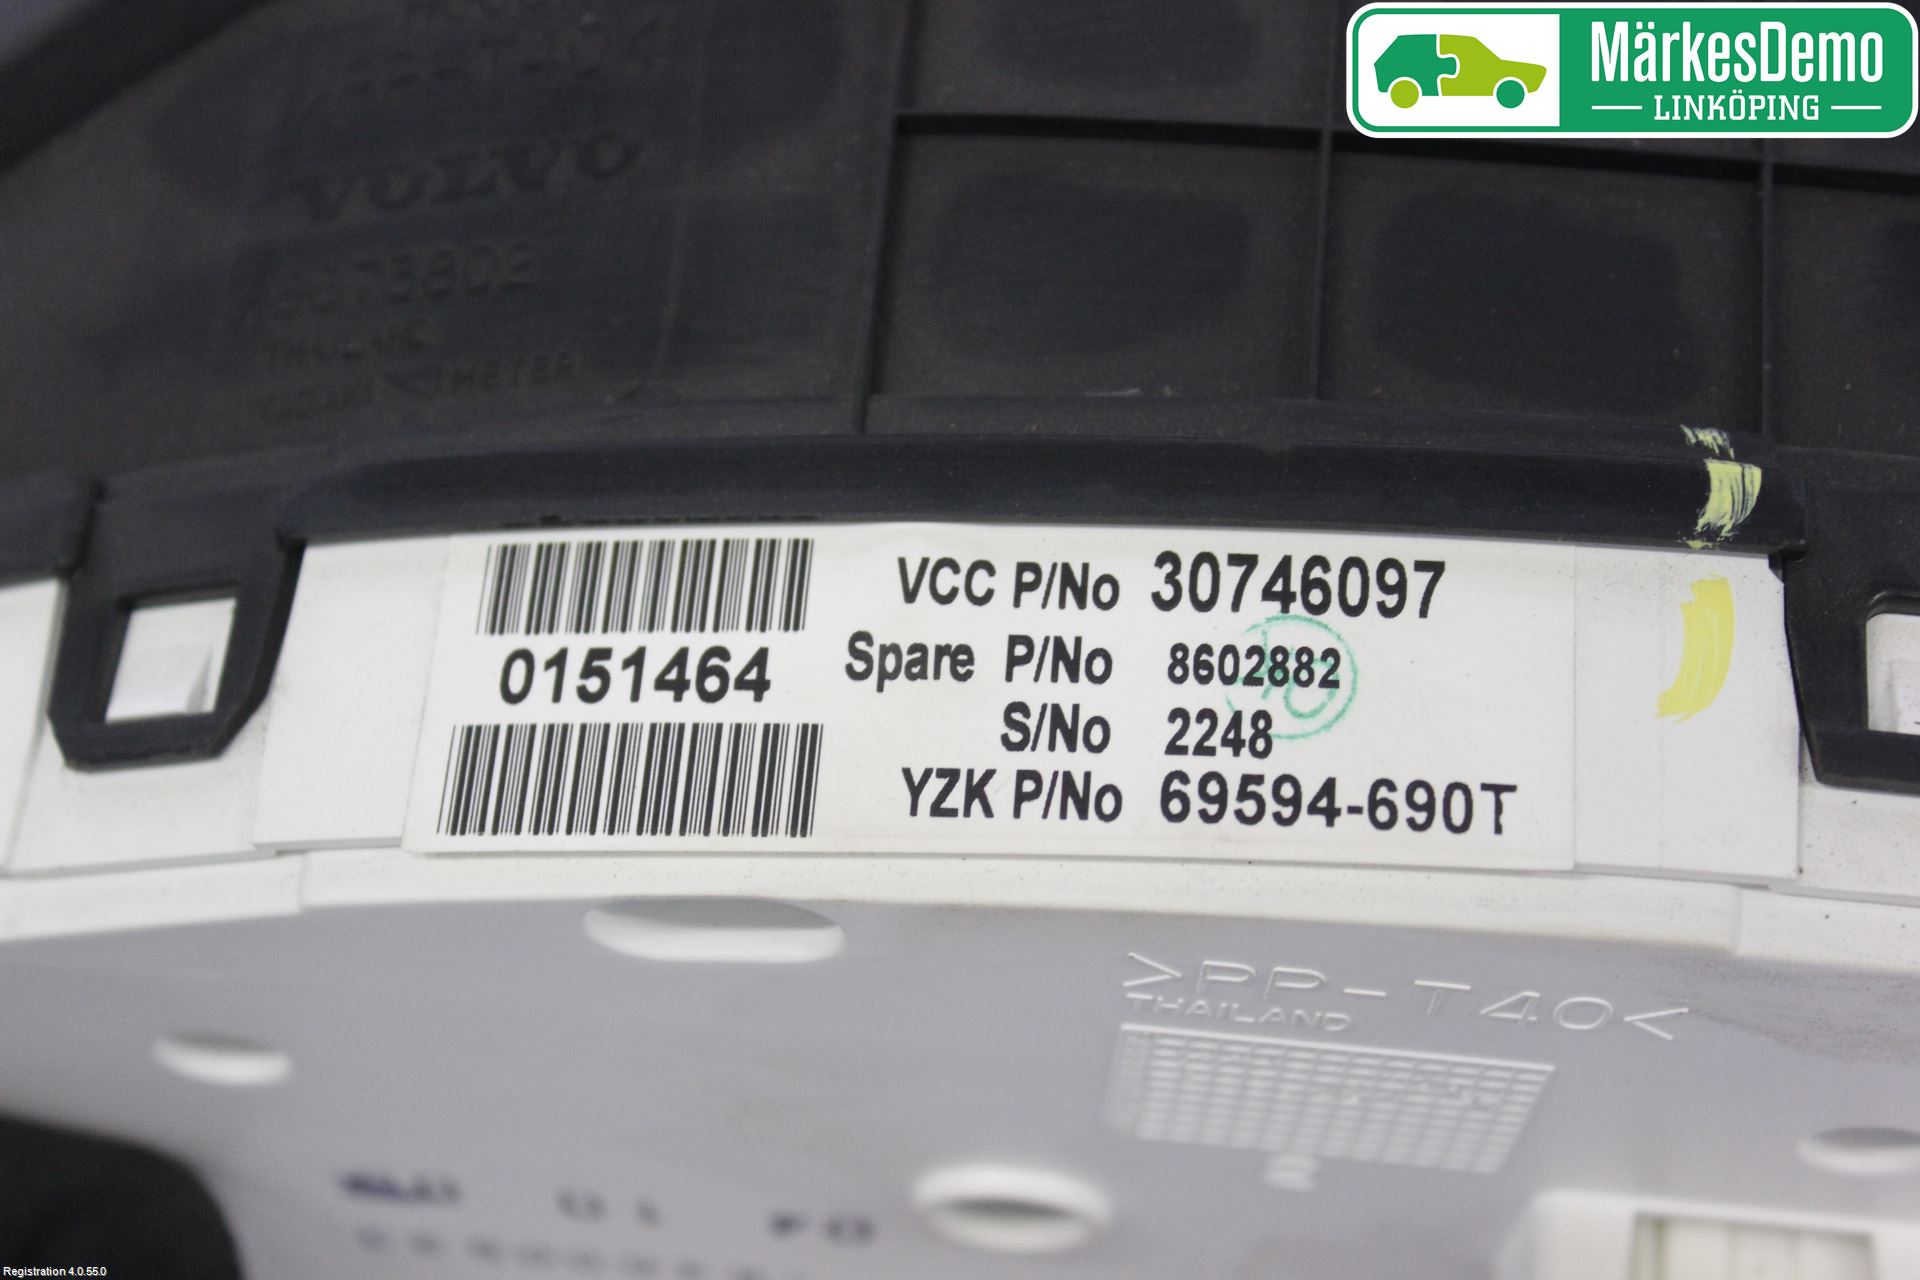 MärkesDemo
LINKÖPING
VOLVO
METER
VCC P/No 30746097
0151464
Spare P/No 8602882
S/No 2248
YZK P/No 69594-690T
>PP-T40<
THAILAND
Registration 4.0.55.0